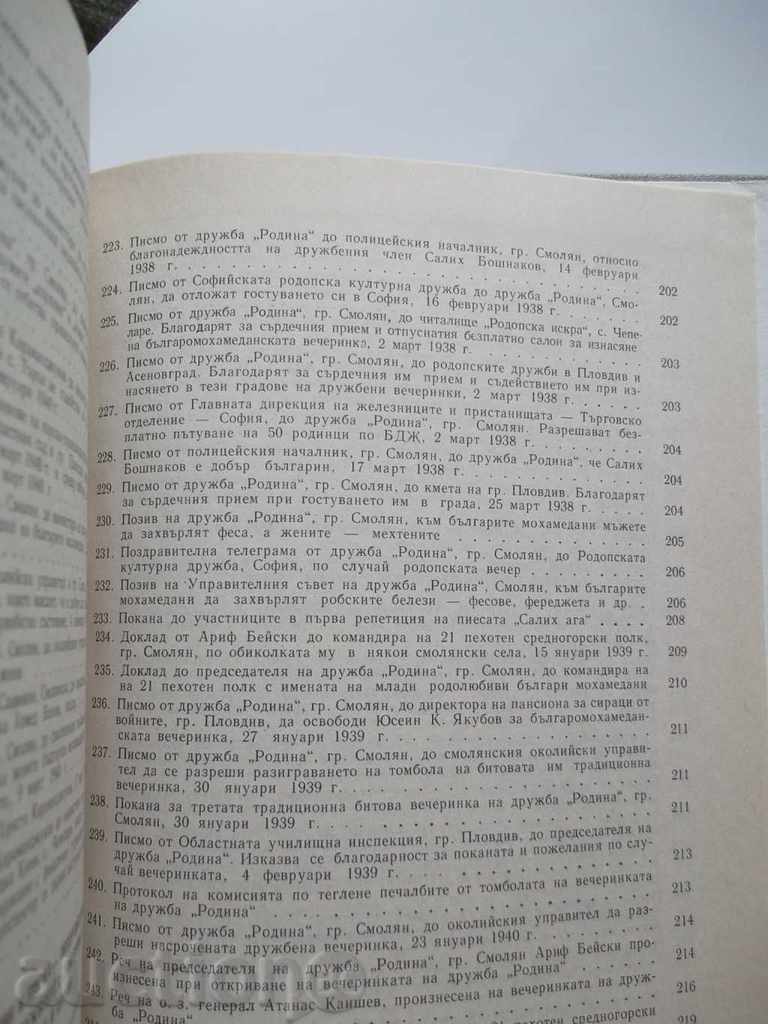 223. Писмо от дружба „Родина“ до полицейския началник, гр. Смолян, относно
благонадеждността на дружбения член Салих Бошнаков, 14 февруари
1938 г. . . . . . . . . . . . . . . . . 202
224. Писмо от Софийската родопска културна дружба до дружба „Родина“, Смо-
лян, да отложат гостуването си в София, 16 февруари 1938 г. . . . . 202
225. Писмо от дружба „Родина“, гр. Смолян, до читалище „Родопска искра“, с. Чепе-
ларе. Благодарят за сърдечния прием и отпуснатия безплатно салон за изнасяне
на българомохамеданската вечеринка, 2 март 1938 г. . . . . . . . 203
226. Писмо от дружба „Родина“, гр. Смолян, до родопските дружби в Пловдив и
Асеновград. Благодарят за сърдечния им прием и съдействието им при из-
насянето в тези градове на дружбени вечеринки, 2 март 1938 г. . . . . 203
227. Писмо от Главната дирекция на железниците и пристанищата — Търговско
отделение — София, до дружба „Родина“, гр. Смолян. Разрешават без-
платно пътуване на 50 родинци по БДЖ, 2 март 1938 г. . . . . . . 204
228. Писмо от полицейския началник, гр. Смолян, до дружба „Родина“, че Салих
Бошнаков е добър българин, 17 март 1938 г. . . . . . . . . . 204
229. Писмо от дружба „Родина“, гр. Смолян, до кмета на гр. Пловдив. Благодарят
за сърдечния прием при гостуването им в града, 25 март 1938 г. . . . . 204
230. Позив на дружба „Родина“, гр. Смолян, към българите мохамедани мъжете
да захвърлят феса, а жените — мехтените . . . . . . . . . . 205
231. Поздравителна телеграма от дружба „Родина“, гр. Смолян, до Родопската
културна дружба, София, по случай родопската вечер . . . . . . . . 206
232. Позив на Управителния съвет на дружба „Родина“, Смолян, към българите
мохамедани да захвърлят робските белези — фесове, фереджета и др. . 206
233. Покана до участниците в първа репетиция на пиесата „Салих ага“ . . . . 208
234. Доклад от Ариф Бейски до командира на 21 пехотен средногорски полк,
гр. Смолян, по обиколката му в някои смолянски села, 15 януари 1939 г. 209
235. Доклад до председателя на дружба „Родина“, гр. Смолян, до командира на
на 21 пехотен полк с имената на млади родолюбиви българи мохамедани 210
236. Писмо от дружба „Родина“, гр. Смолян, до директора на пансиона за сираци от
войните, гр. Пловдив, да освободи Юсеин К. Якубов за българомохамедан-
ската вечеринка, 27 януари 1939 г. . . . . . . . . . . . . . 211
237. Писмо от дружба „Родина“, гр. Смолян, до смолянския околийски управи-
тел да се разреши разиграването на томбола на битовата им традиционна
вечеринка, 30 януари 1939 г. . . . . . . . . . . . . . . . 211
238. Покана за третата традиционна битова вечеринка на дружба „Родина“, гр.
Смолян, 30 януари 1939 г. . . . . . . . . . . . . . . . . 211
239. Писмо от Областната училищна инспекция, гр. Пловдив, до председателя на
дружба „Родина“. Изказва се благодарност за поканата и пожелания по слу-
чай вечеринката, 4 февруари 1939 г. . . . . . . . . . . . . . 213
240. Протокол на комисията по теглене печалбите от томболата на вечеринката
на дружба „Родина“ . . . . . . . . . . . . . . . . . . 213
241. Писмо от дружба „Родина“, гр. Смолян, до околийския управител да раз-
реши насрочената дружбена вечеринка, 23 януари 1940 г. . . . . . . 214
242. Реч на председателя на дружба „Родина“, гр. Смолян Ариф Бейски про-
изнесена при откриване на вечеринката на дружба „Родина“ . . . . . 214
243. Реч на о. з. генерал Атанас Канщев, произнесена на вечеринката на друж-
ба „Родина“ . . . . . . . . . . . . . . . . . . . . 216
21 пехотен средногорски
219